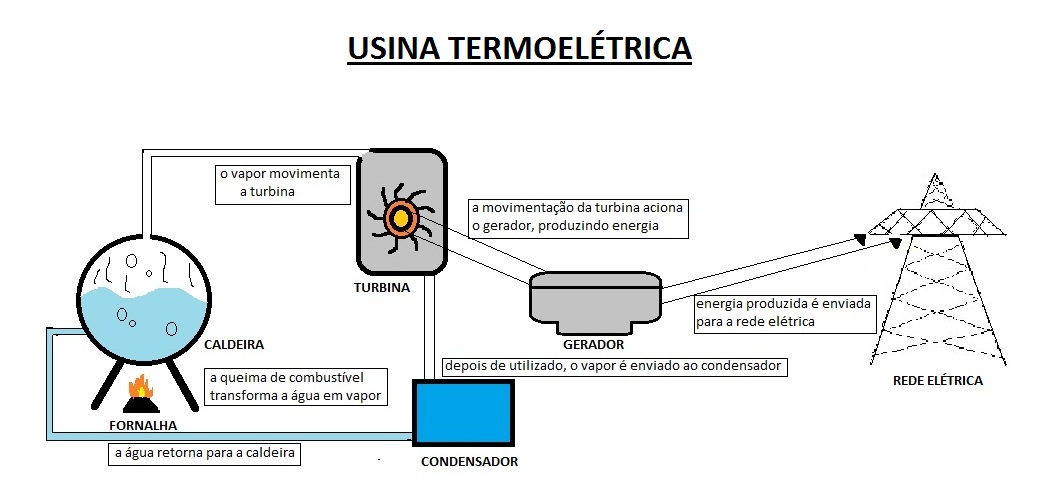 USINA TERMOELÉTRICA
o vapor movimenta
a turbina
a movimentação da turbina aciona
o gerador, produzindo energia
TURBINA
energia produzida é enviada
para a rede elétrica
CALDEIRA
GERADOR
depois de utilizado, o vapor é enviado ao condensador
REDE ELÉTRICA
a queima de combustível
transforma a água em vapor
FORNALHA
a água retorna para a caldeira
CONDENSADOR